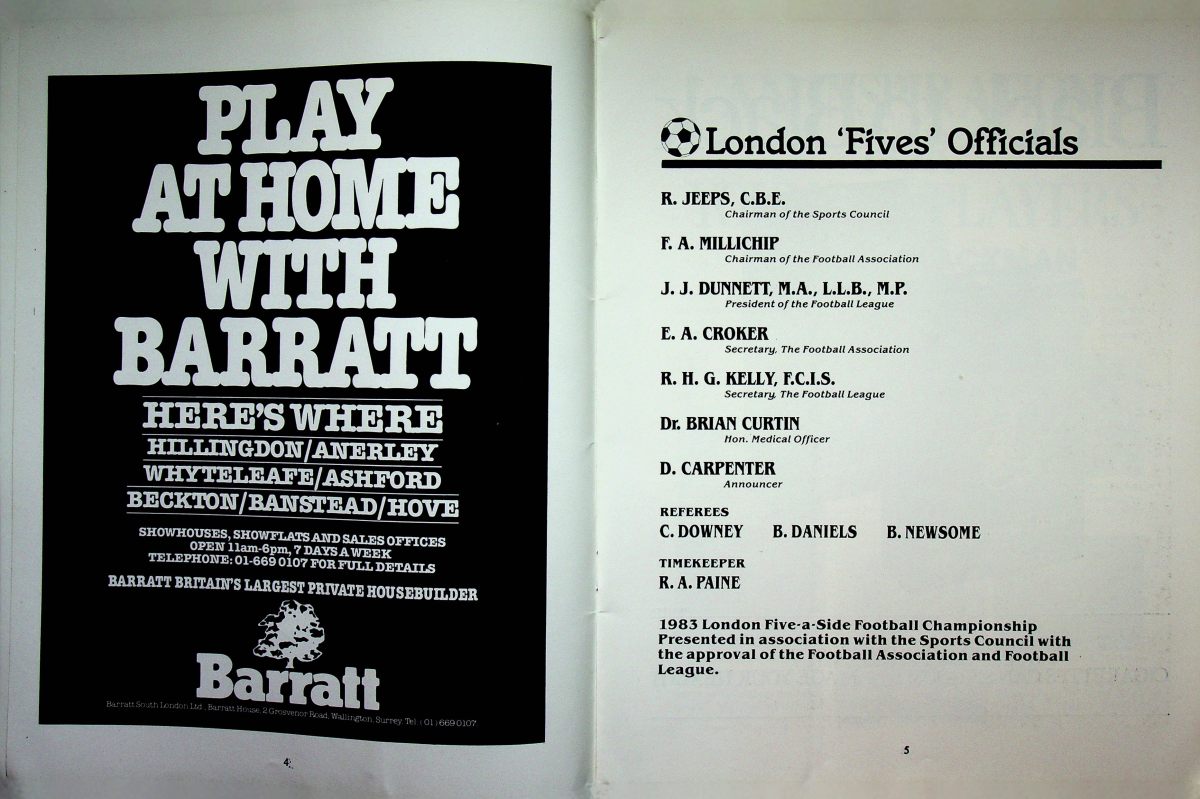 PLAY
AT HOME
WITH
BARRATT
HERE'S WHERE
HILLINGDON/ANERLEY
WHYTELEAFE/ASHFORD
BECKTON/BANSTEAD/HOVE
SHOWHOUSES, SHOWFLATS AND SALES OFFICES
OPEN 11am-6pm, 7 DAYS A WEEK
TELEPHONE: 01-669 0107 FOR FULL DETAILS
BARRATT BRITAIN'S LARGEST PRIVATE HOUSEBUILDER
Barratt
Barratt South London Ltd., Barratt House, 2 Grosvenor Road, Wallington, Surrey. Tel: (01) 669 0107
4
London 'Fives' Officials
R. JEEPS, C.B.E.
Chairman of the Sports Council
F. A. MILLICHIP
Chairman of the Football Association
J. J. DUNNETT, M.A., L.L.B., M.P.
President of the Football League
E. A. CROKER
Secretary, The Football Association
R. H. G. KELLY, F.C.I.S.
Secretary, The Football League
Dr. BRIAN CURTIN
Hon. Medical Officer
D. CARPENTER
Announcer
REFEREES
C. DOWNEY B. DANIELS B. NEWSOME
TIMEKEEPER
R. A. PAINE
1983 London Five-a-Side Football Championship
Presented in association with the Sports Council with
the approval of the Football Association and Football
League.
5